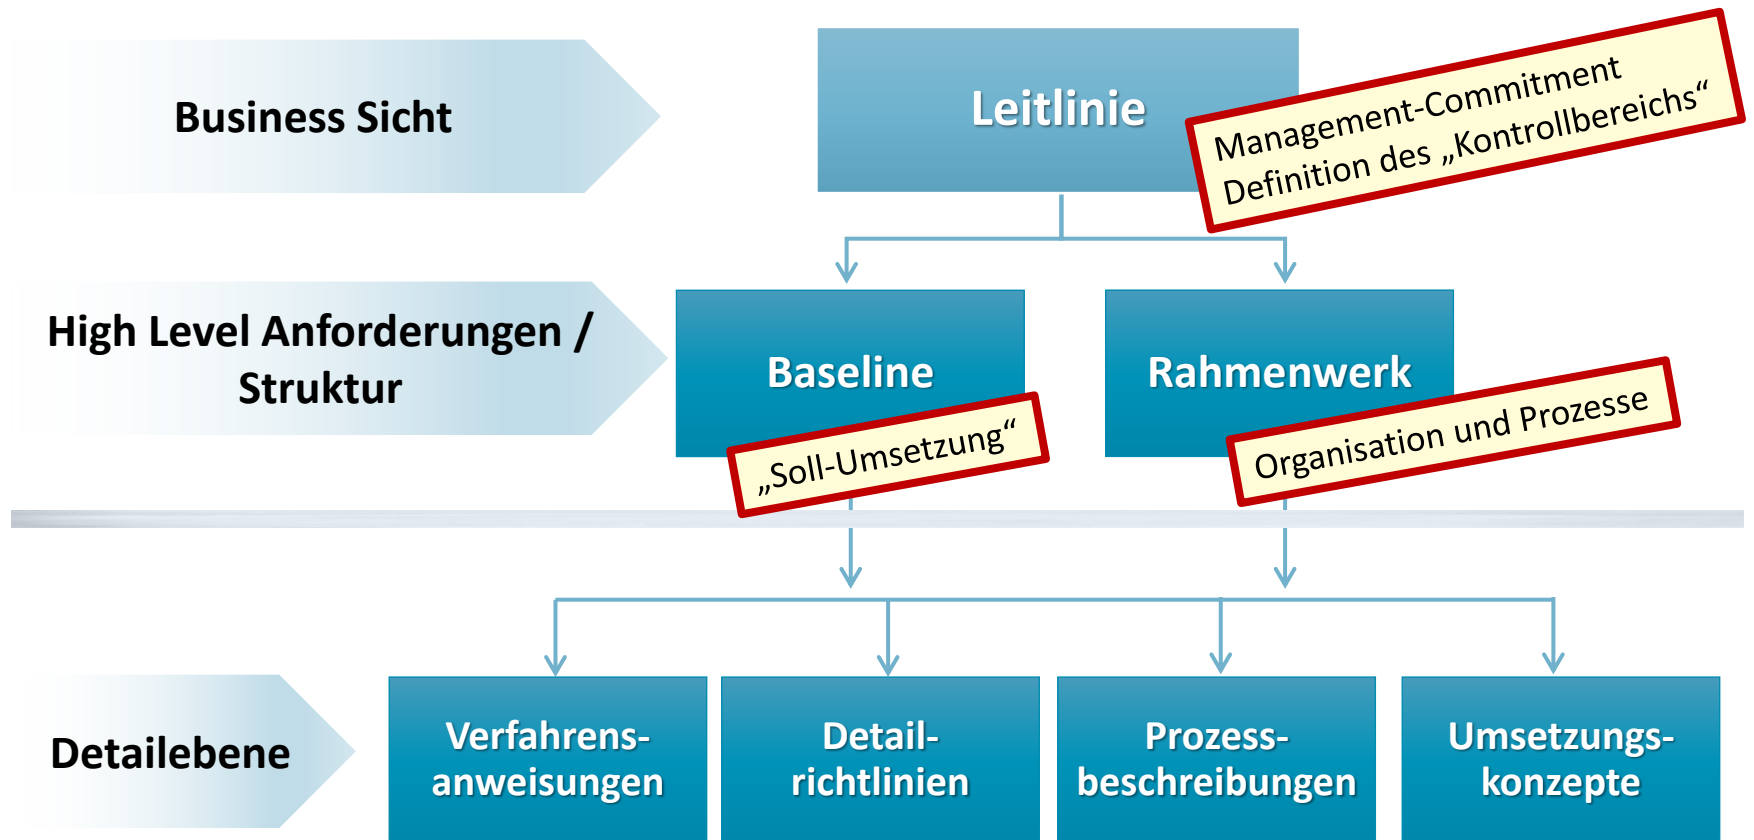 Business Sicht
Leitlinie
Management-Commitment
Definition des „Kontrollbereichs“
High Level Anforderungen /
Struktur
Baseline
„Soll-Umsetzung“
Rahmenwerk
Organisation und Prozesse
Detailebene
Verfahrens-
anweisungen
Detail-
richtlinien
Prozess-
beschreibungen
Umsetzungs-
konzepte